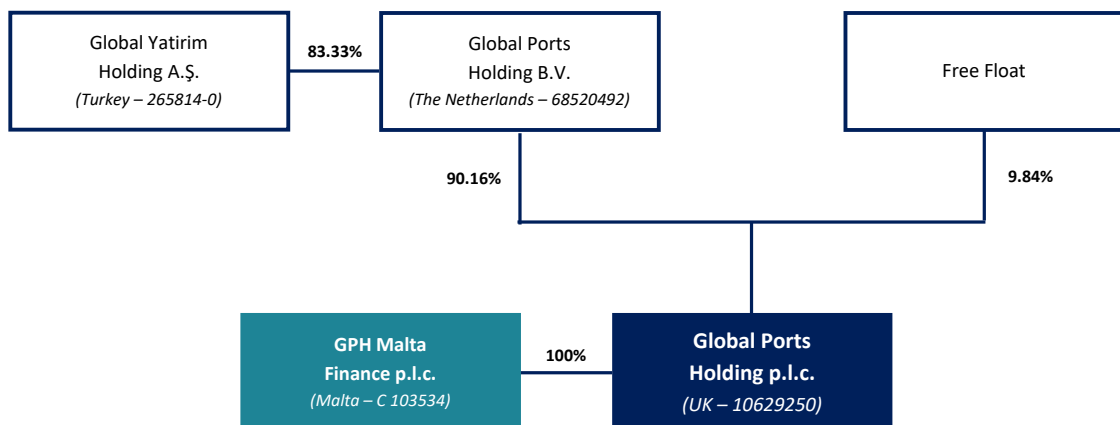 Global Yatirim
Holding A.Ş.
(Turkey – 265814-0)
83.33%
Global Ports
Holding B.V.
(The Netherlands – 68520492)
Free Float
90.16%
9.84%
GPH Malta
Finance p.l.c.
(Malta – C 103534)
100%
Global Ports
Holding p.l.c.
(UK – 10629250)